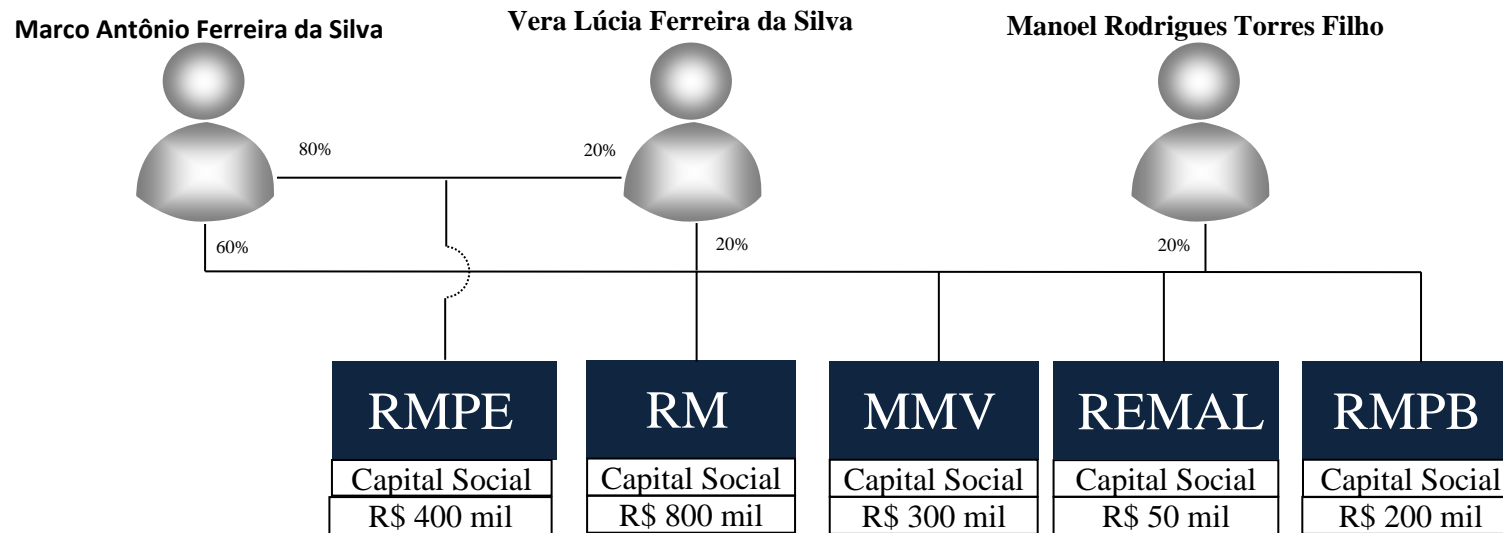 Marco Antônio Ferreira da Silva
Vera Lúcia Ferreira da Silva
Manoel Rodrigues Torres Filho
80%
20%
60%
20%
20%
RMPE
RM
MMV
REMAL
RMPB
Capital Social
Capital Social
Capital Social
Capital Social
Capital Social
R$ 400 mil
R$ 800 mil
R$ 300 mil
R$ 50 mil
R$ 200 mil